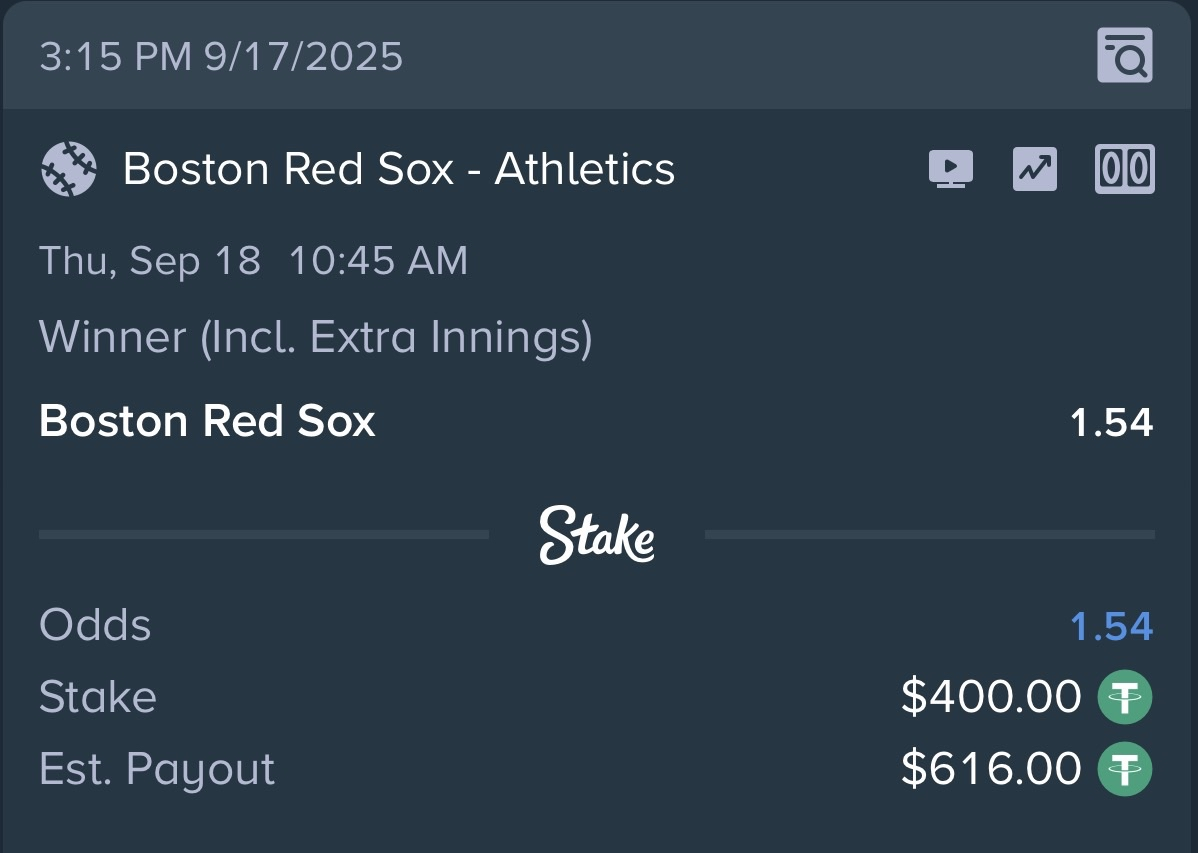 3:15 PM 9/17/2025
Boston Red Sox - Athletics
Thu, Sep 18 10:45 AM
Winner (Incl. Extra Innings)
Boston Red Sox 1.54
Stake
Odds 1.54
Stake $400.00
Est. Payout $616.00